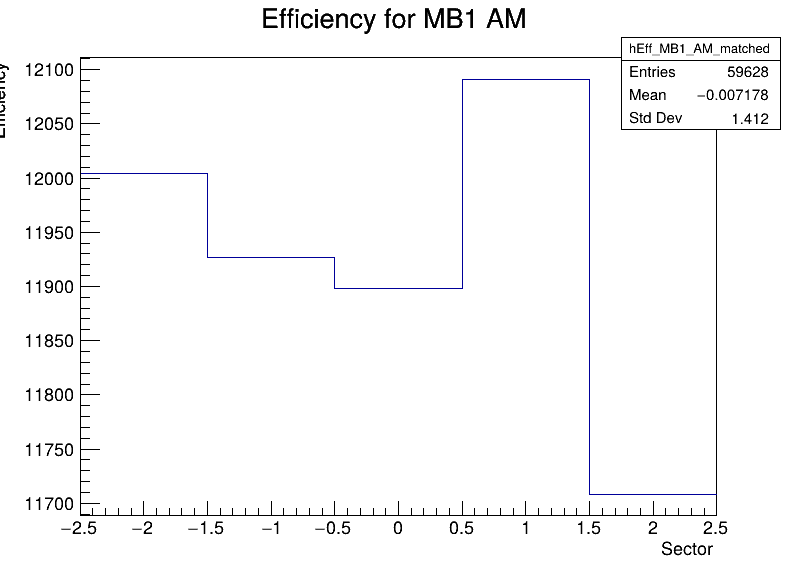 Efficiency for MB1 AM
hEff_MB1_AM_matched
Entries 59628
Mean −0.007178
Std Dev 1.412
Efficiency
12100
12050
12000
11950
11900
11850
11800
11750
11700
−2.5 −2 −1.5 −1 −0.5 0 0.5 1 1.5 2 2.5
Sector